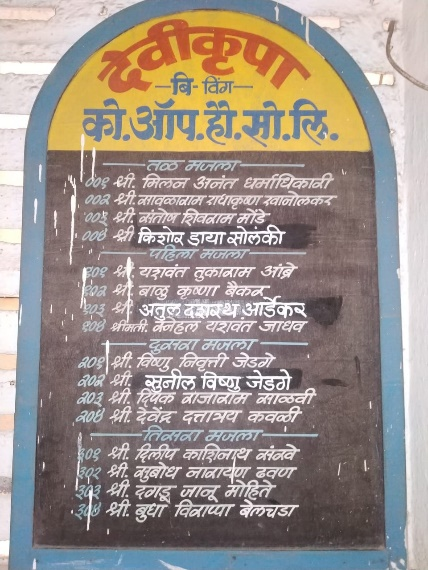 देवीकृपा
-बि- विंग-
को.ऑप.हौ.सो.लि.
तळ मजला
००१ श्री. मिलन अनंत धर्माधिकारी
००२ श्री. सावळाराम राधाकृष्ण खानोलकर
००३ श्री. संतोष शिवराम मोंडे
००४ श्री किशोर डाया सोलंकी
पहिला मजला
१०१ श्री. यशवंत तुकाराम आंब्रे
१०२ श्री. बाळु कृष्णा बैकर
१०३ श्री. अतुल दशरथ आर्डेकर
१०४ श्रीमती. स्नेहल यशवंत जाधव
दुसरा मजला
२०१ श्री. विष्णु निवृत्ती जेडगे
२०२ श्री. सुनील विष्णु जेडगे
२०३ श्री. दिपक राजाराम साळवी
२०४ श्री. देवेंद्र दत्तात्रय कवळी
तिसरा मजला
३०१ श्री. दिलीप काशिनाथ संखे
३०२ श्री. सुबोध नारायण ढवण
३०३ श्री. दगडू जानू मोहिते
३०४ श्री. बुधा विराप्पा बेलचडा